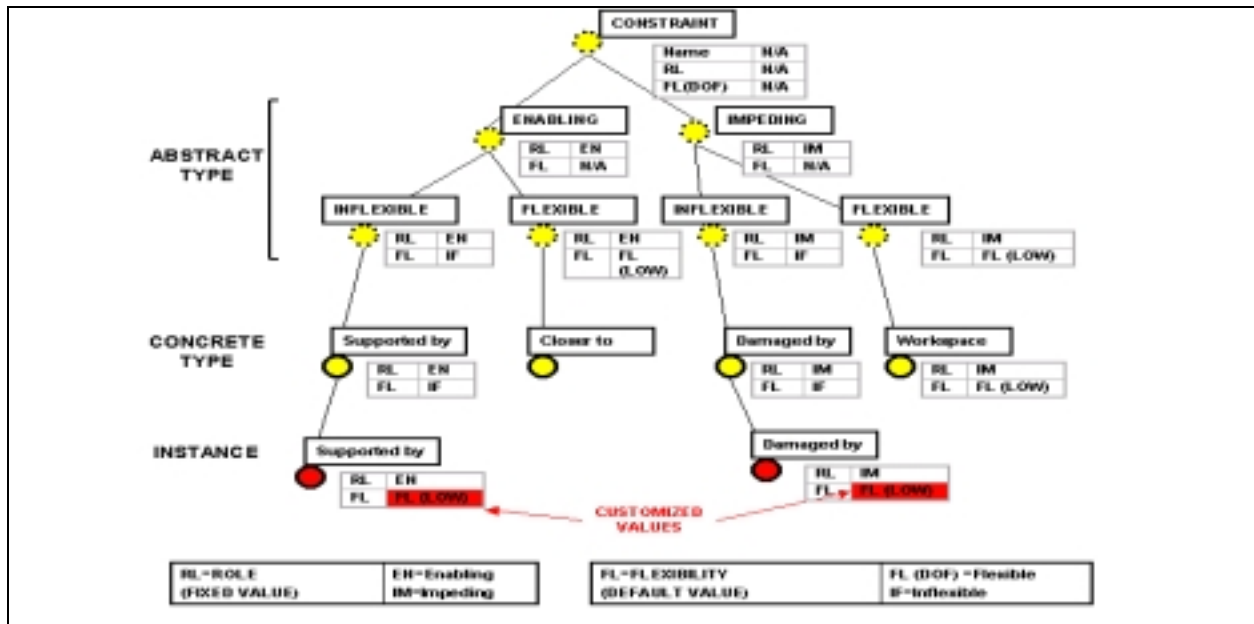 CONSTRAINT
Name N/A
RL N/A
FL(DOF) N/A
ENABLING
RL EN
FL N/A
IMPEDING
RL IM
FL N/A
ABSTRACT
TYPE
INFLEXIBLE
RL EN
FL IF
FLEXIBLE
RL EN
FL FL
(LOW)
INFLEXIBLE
RL IM
FL IF
FLEXIBLE
RL IM
FL FL (LOW)
CONCRETE
TYPE
Supported by
RL EN
FL IF
Closer to
Damaged by
RL IM
FL IF
Workspace
RL IM
FL FL (LOW)
INSTANCE
Supported by
RL EN
FL FL (LOW)
Damaged by
RL IM
FL FL (LOW)
CUSTOMIZED
VALUES
RL=ROLE
(FIXED VALUE)
EN=Enabling
IM=Impeding
FL=FLEXIBILITY
(DEFAULT VALUE)
FL (DOF) =Flexible
IF=Inflexible